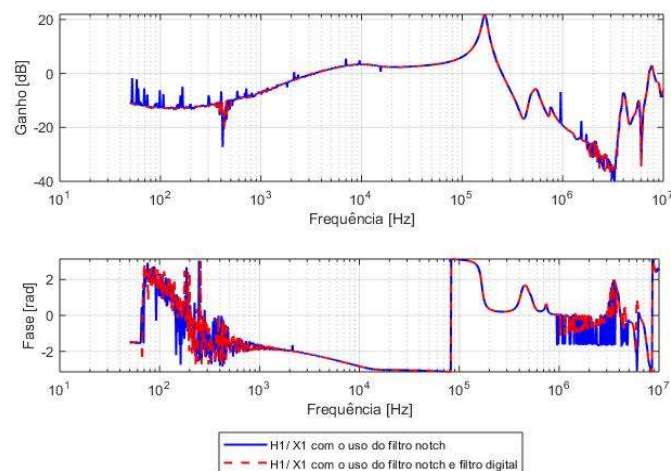 20
0
-20
-40
Ganho [dB]
10^1 10^2 10^3 10^4 10^5 10^6 10^7
Frequência [Hz]
2
0
-2
Fase [rad]
10^1 10^2 10^3 10^4 10^5 10^6 10^7
Frequência [Hz]
H1/ X1 com o uso do filtro notch
H1/ X1 com o uso do filtro notch e filtro digital